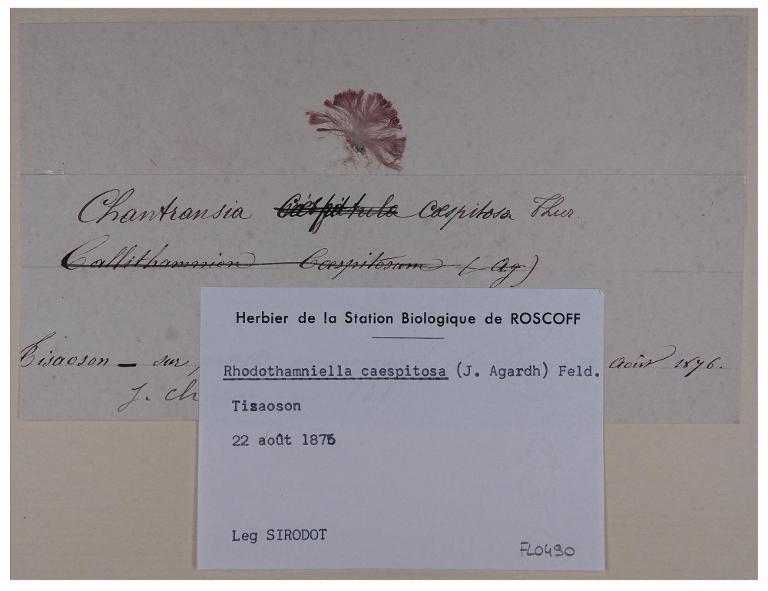 Chantransia Caespitula caespitosa Thur.
Callithamnion Caespitosum (Ag)
Tisaoson — sur août 1876.
J. Ch
Herbier de la Station Biologique de ROSCOFF
Rhodothamniella caespitosa (J. Agardh) Feld.
Tisaoson
22 août 1876
Leg SIRODOT
FL0490